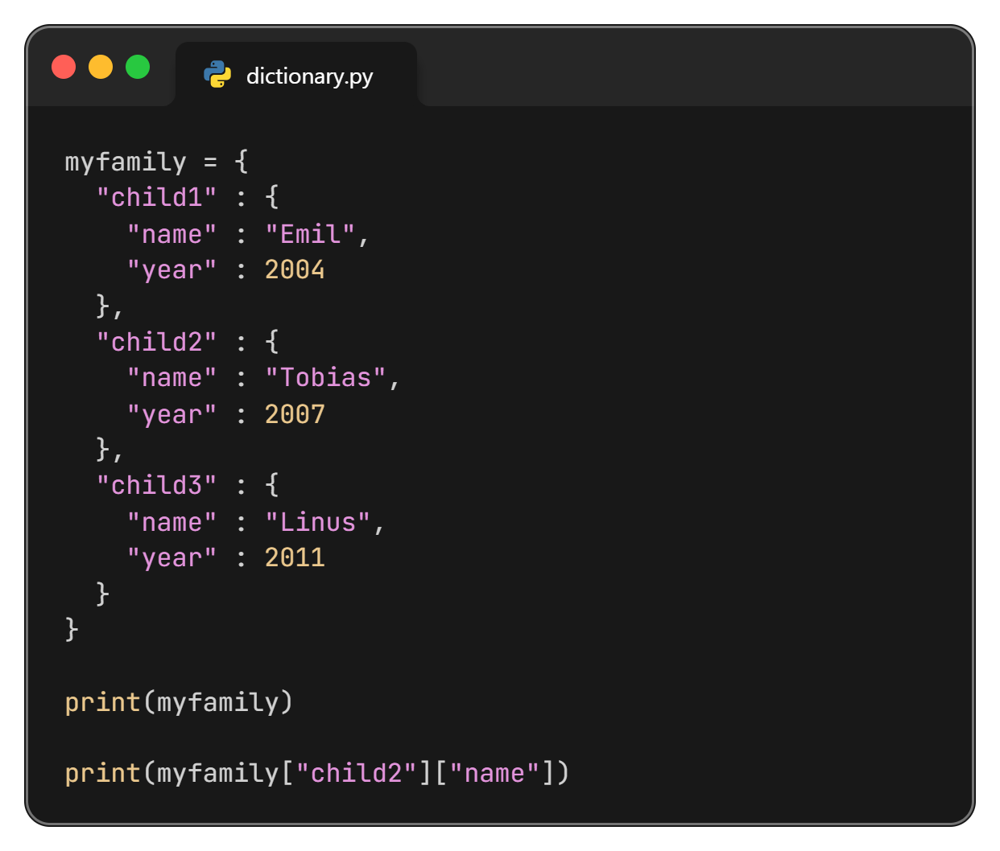 dictionary.py
myfamily = {
  "child1" : {
    "name" : "Emil",
    "year" : 2004
  },
  "child2" : {
    "name" : "Tobias",
    "year" : 2007
  },
  "child3" : {
    "name" : "Linus",
    "year" : 2011
  }
}
print(myfamily)
print(myfamily["child2"]["name"])